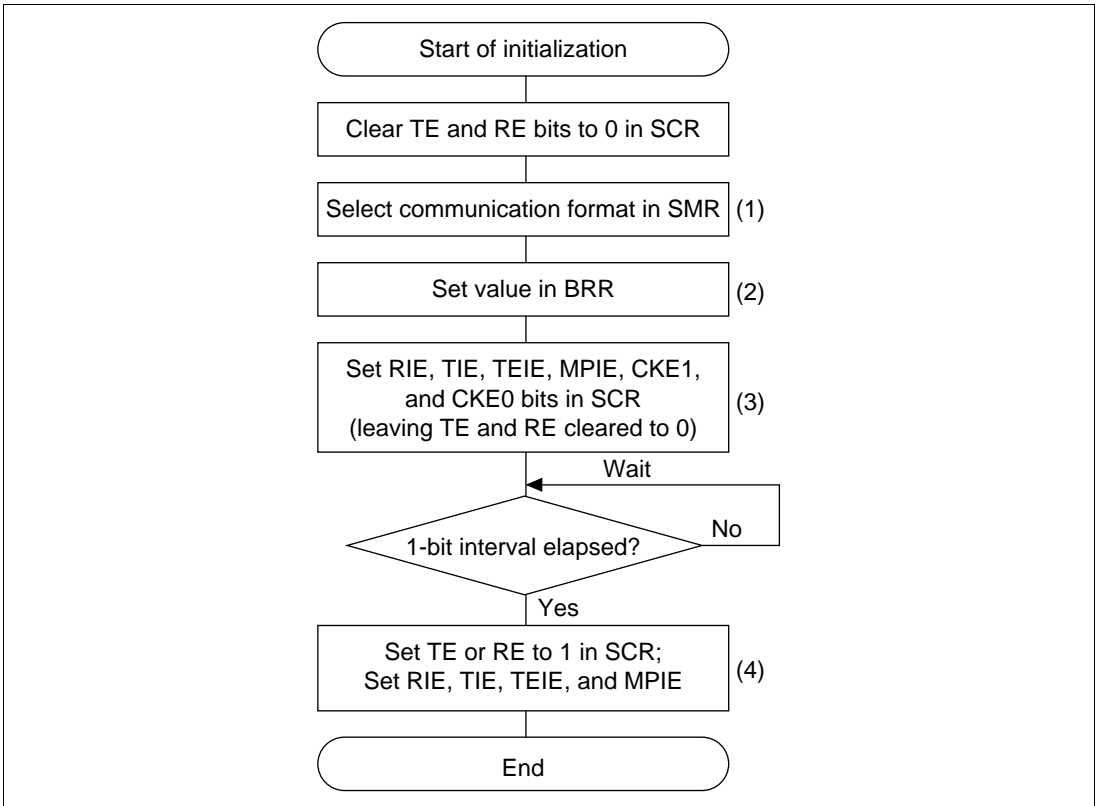 Start of initialization
Clear TE and RE bits to 0 in SCR
Select communication format in SMR
(1)
Set value in BRR
(2)
Set RIE, TIE, TEIE, MPIE, CKE1,
and CKE0 bits in SCR
(leaving TE and RE cleared to 0)
(3)
Wait
1-bit interval elapsed?
No
Yes
Set TE or RE to 1 in SCR;
Set RIE, TIE, TEIE, and MPIE
(4)
End